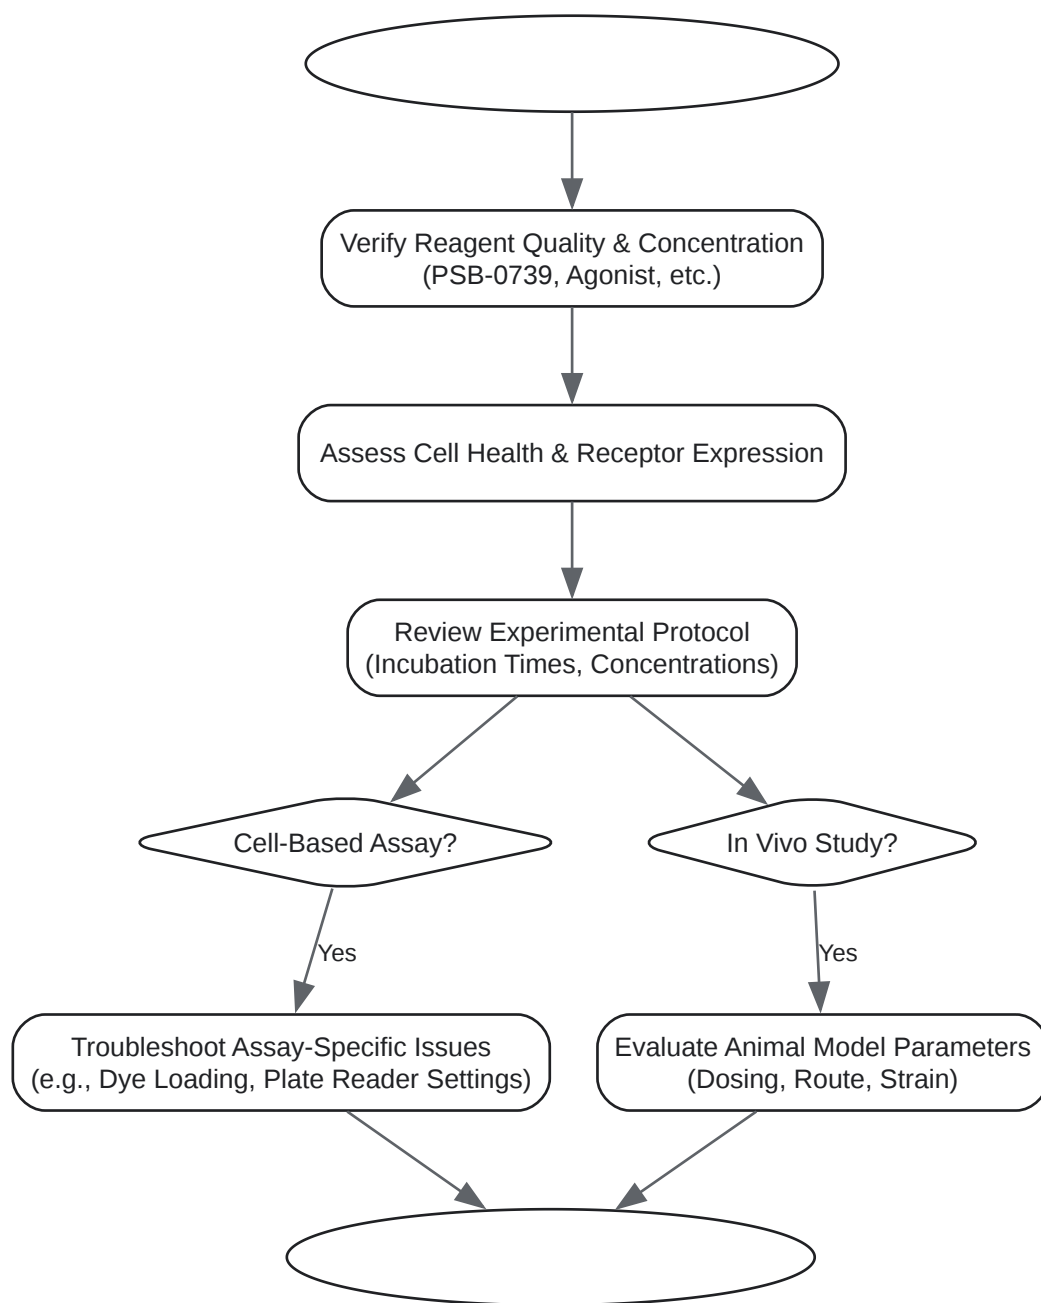 Verify Reagent Quality & Concentration
(PSB-0739, Agonist, etc.)
Assess Cell Health & Receptor Expression
Review Experimental Protocol
(Incubation Times, Concentrations)
Cell-Based Assay?
In Vivo Study?
Yes
Yes
Troubleshoot Assay-Specific Issues
(e.g., Dye Loading, Plate Reader Settings)
Evaluate Animal Model Parameters
(Dosing, Route, Strain)